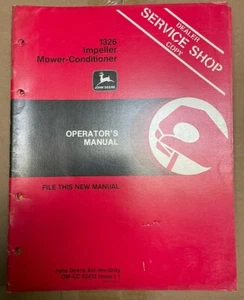 1326
Impeller
Mower-Conditioner
DEALER
SERVICE SHOP
COPY
JOHN DEERE
OPERATOR'S
MANUAL
FILE THIS NEW MANUAL